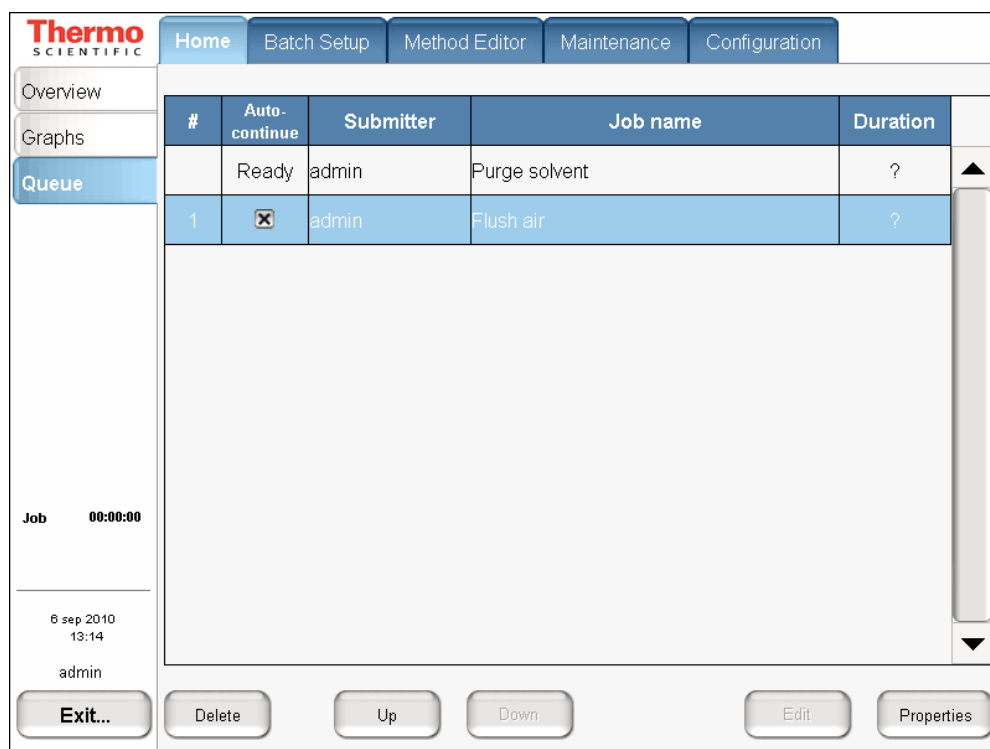 Thermo
SCIENTIFIC
Home Batch Setup Method Editor Maintenance Configuration
Overview
Graphs
Queue
# Auto-continue Submitter Job name Duration
Ready admin Purge solvent ?
1 admin Flush air ?
Job 00:00:00
6 sep 2010
13:14
admin
Exit... Delete Up Down Edit Properties